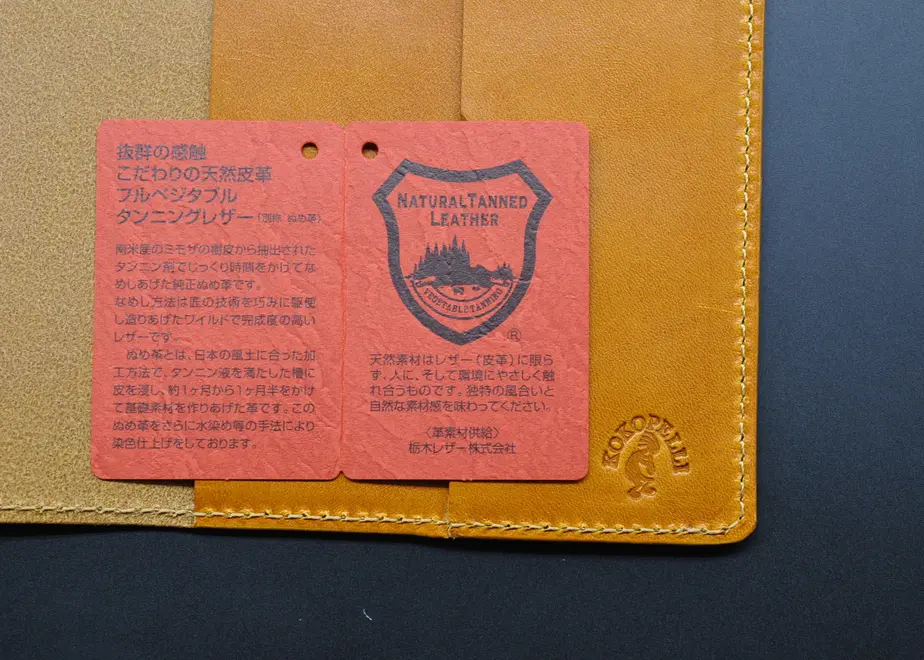 抜群の感触
こだわりの天然皮革
フルベジタブル
タンニングレザー(別称 ぬめ革)
南米産のミモザの樹皮から抽出された
タンニン剤でじっくり時間をかけてな
めしあげた純正ぬめ革です。
なめし方法は匠の技術を巧みに駆使
し造りあげたワイルドで完成度の高い
レザーです。
ぬめ革とは、日本の風土に合った加
工方法で、タンニン液を満たした槽に
皮を浸し、約1ヶ月から1ヶ月半をかけ
て基礎素材を作りあげた革です。この
ぬめ革をさらに水染め等の手法により
染色仕上げをしております。
NATURAL TANNED
LEATHER
VEGETABLE TANNING
®
天然素材はレザー(皮革)に限ら
ず、人に、そして環境にやさしく触
れ合うものです。独特の風合いと
自然な素材感を味わってください。
〈革素材供給〉
栃木レザー株式会社
KOKOPELLI